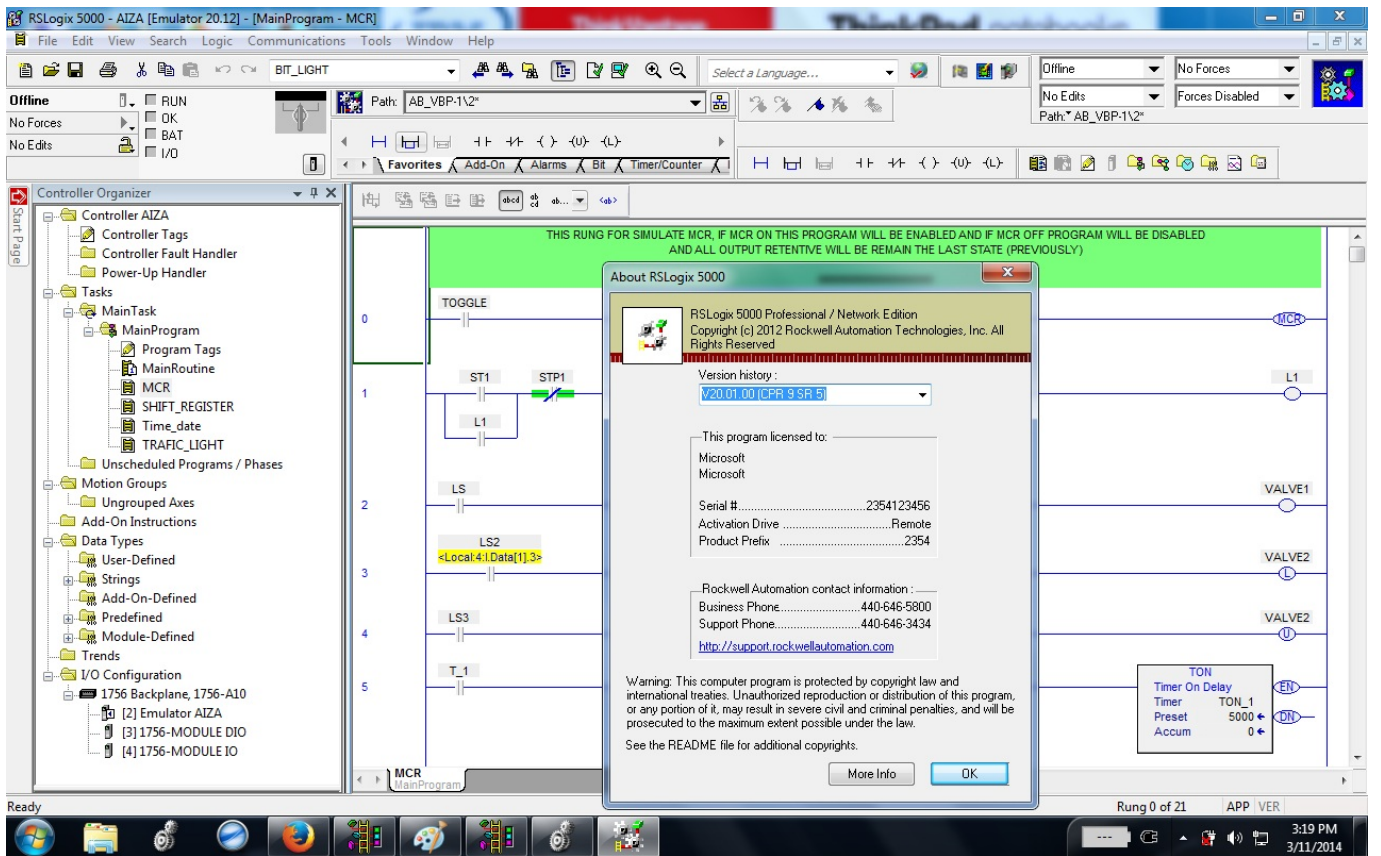 RSLogix 5000 - AIZA [Emulator 20.12] - [MainProgram - MCR]
File Edit View Search Logic Communications Tools Window Help
BIT_LIGHT
Select a Language...
Offline
No Forces
No Edits
Forces Disabled
Path: AB_VBP-1\2*
Offline
RUN
No Forces
OK
No Edits
BAT
I/O
Path: AB_VBP-1\2*
Favorites Add-On Alarms Bit Timer/Counter
Controller Organizer
Start Page
Controller AIZA
Controller Tags
Controller Fault Handler
Power-Up Handler
Tasks
MainTask
MainProgram
Program Tags
MainRoutine
MCR
SHIFT_REGISTER
Time_date
TRAFIC_LIGHT
Unscheduled Programs / Phases
Motion Groups
Ungrouped Axes
Add-On Instructions
Data Types
User-Defined
Strings
Add-On-Defined
Predefined
Module-Defined
Trends
I/O Configuration
1756 Backplane, 1756-A10
[2] Emulator AIZA
[3] 1756-MODULE DIO
[4] 1756-MODULE IO
THIS RUNG FOR SIMULATE MCR, IF MCR ON THIS PROGRAM WILL BE ENABLED AND IF MCR OFF PROGRAM WILL BE DISABLED
AND ALL OUTPUT RETENTIVE WILL BE REMAIN THE LAST STATE (PREVIOUSLY)
TOGGLE
0
MCR
ST1 STP1
L1
1
L1
LS
VALVE1
2
LS2
<Local:4:I.Data[1].3>
VALVE2
3
L
LS3
VALVE2
4
U
T_1
5
TON
Timer On Delay
EN
Timer TON_1
Preset 5000
DN
Accum 0
About RSLogix 5000
RSLogix 5000 Professional / Network Edition
Copyright (c) 2012 Rockwell Automation Technologies, Inc. All
Rights Reserved
Version history :
V20.01.00 (CPR 9 SR 5)
This program licensed to:
Microsoft
Microsoft
Serial #..........................2354123456
Activation Drive ......................Remote
Product Prefix ........................2354
Rockwell Automation contact information :
Business Phone....................440-646-5800
Support Phone.....................440-646-3434
http://support.rockwellautomation.com
Warning: This computer program is protected by copyright law and
international treaties. Unauthorized reproduction or distribution of this program,
or any portion of it, may result in severe civil and criminal penalties, and will be
prosecuted to the maximum extent possible under the law.
See the README file for additional copyrights.
More Info
OK
MCR
MainProgram
Ready
Rung 0 of 21 APP VER
3:19 PM
3/11/2014